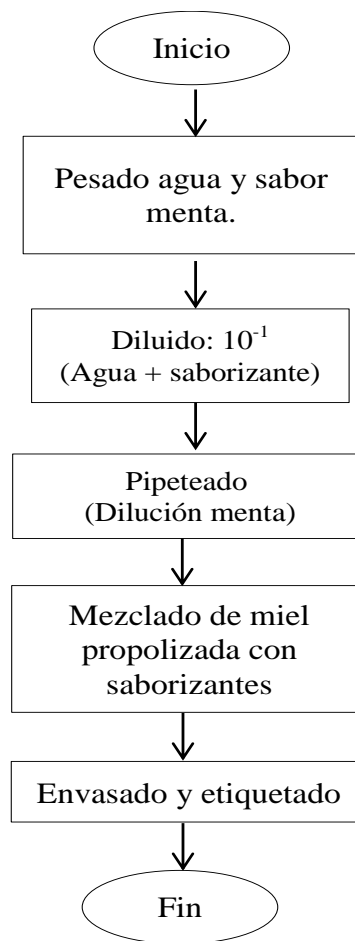 Inicio
Pesado agua y sabor
menta.
Diluido: 10⁻¹
(Agua + saborizante)
Pipeteado
(Dilución menta)
Mezclado de miel
propolizada con
saborizantes
Envasado y etiquetado
Fin